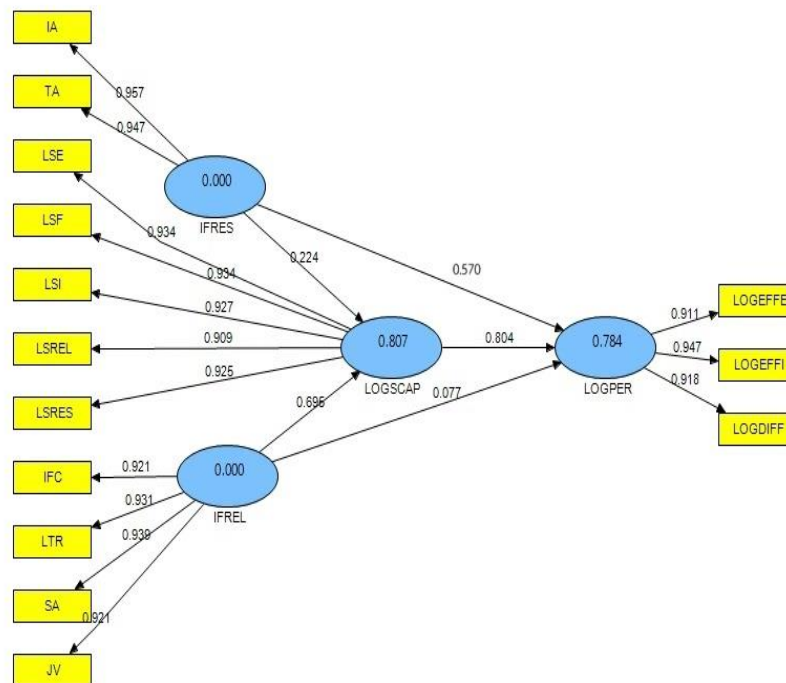 IA
0.957
TA
0.947
LSE
0.000
IFRES
LSF
0.934
0.934
0.224
0.570
LSI
0.927
LOGEFFE
0.911
LSREL
0.909
0.807
LOGSCAP
0.804
0.784
LOGPER
0.947
LOGEFFI
0.918
LSRES
0.925
0.695
0.077
LOGDIFF
IFC
0.921
0.000
IFREL
LTR
0.931
0.939
SA
0.921
JV